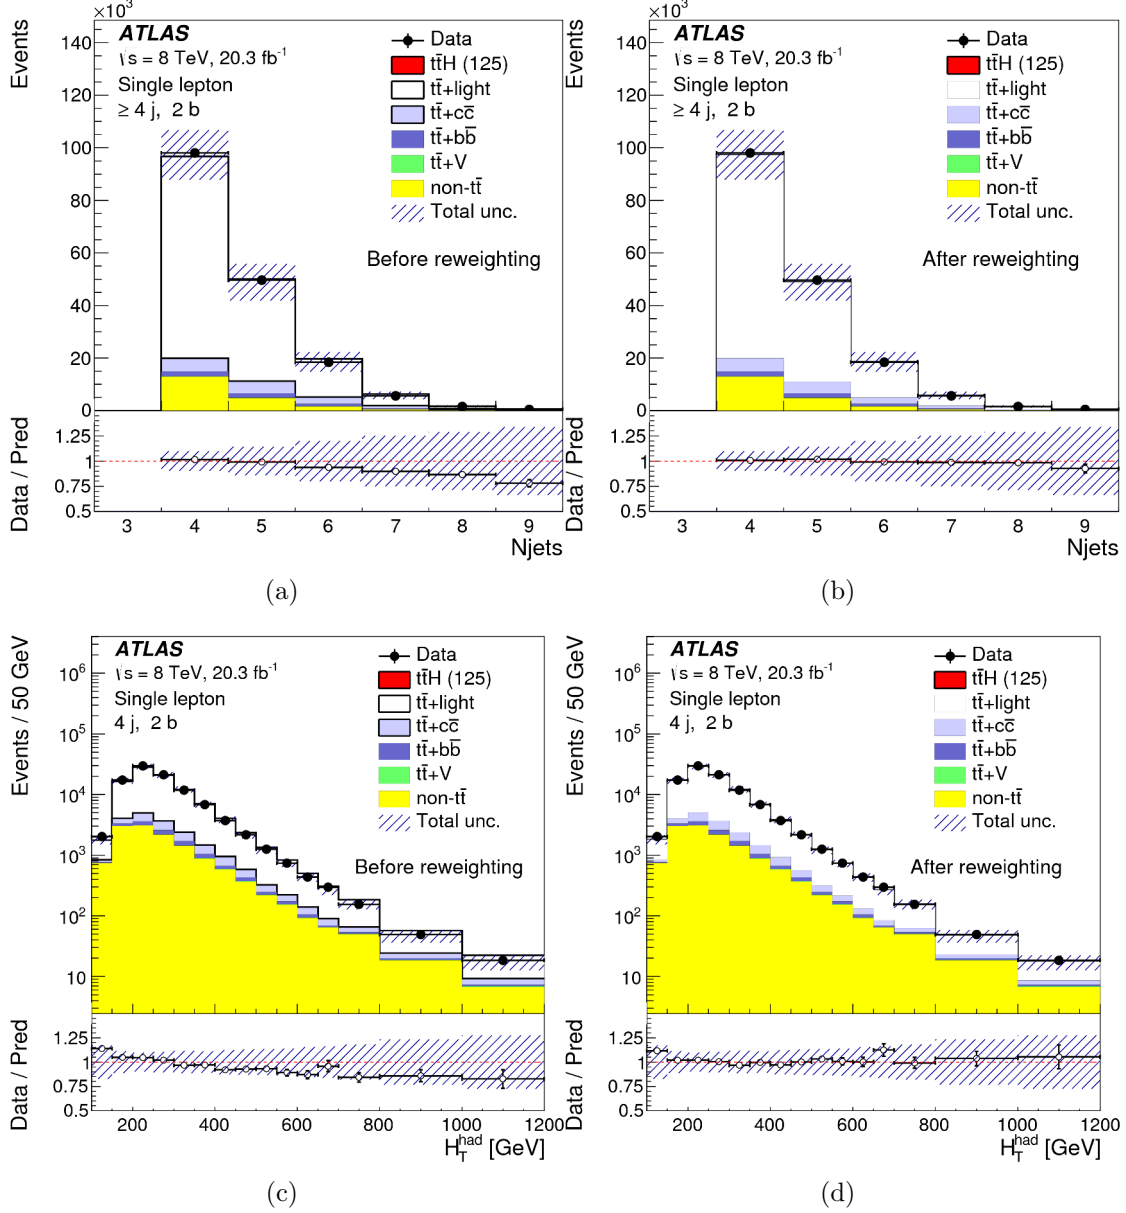 ×10³
Events
140
120
100
80
60
40
20
0
ATLAS
√s = 8 TeV, 20.3 fb⁻¹
Single lepton
≥ 4 j, 2 b
Data
tt̄H (125)
tt̄+light
tt̄+cc̄
tt̄+bb̄
tt̄+V
non-tt̄
Total unc.
Before reweighting
Data / Pred
1.25
1
0.75
0.5
3 4 5 6 7 8 9
Njets
(a)
×10³
Events
140
120
100
80
60
40
20
0
ATLAS
√s = 8 TeV, 20.3 fb⁻¹
Single lepton
≥ 4 j, 2 b
Data
tt̄H (125)
tt̄+light
tt̄+cc̄
tt̄+bb̄
tt̄+V
non-tt̄
Total unc.
After reweighting
Data / Pred
1.25
1
0.75
0.5
3 4 5 6 7 8 9
Njets
(b)
Events / 50 GeV
10⁶
10⁵
10⁴
10³
10²
10
ATLAS
√s = 8 TeV, 20.3 fb⁻¹
Single lepton
4 j, 2 b
Data
tt̄H (125)
tt̄+light
tt̄+cc̄
tt̄+bb̄
tt̄+V
non-tt̄
Total unc.
Before reweighting
Data / Pred
1.25
1
0.75
0.5
200 400 600 800 1000 1200
H_T^had [GeV]
(c)
Events / 50 GeV
10⁶
10⁵
10⁴
10³
10²
10
ATLAS
√s = 8 TeV, 20.3 fb⁻¹
Single lepton
4 j, 2 b
Data
tt̄H (125)
tt̄+light
tt̄+cc̄
tt̄+bb̄
tt̄+V
non-tt̄
Total unc.
After reweighting
Data / Pred
1.25
1
0.75
0.5
200 400 600 800 1000 1200
H_T^had [GeV]
(d)